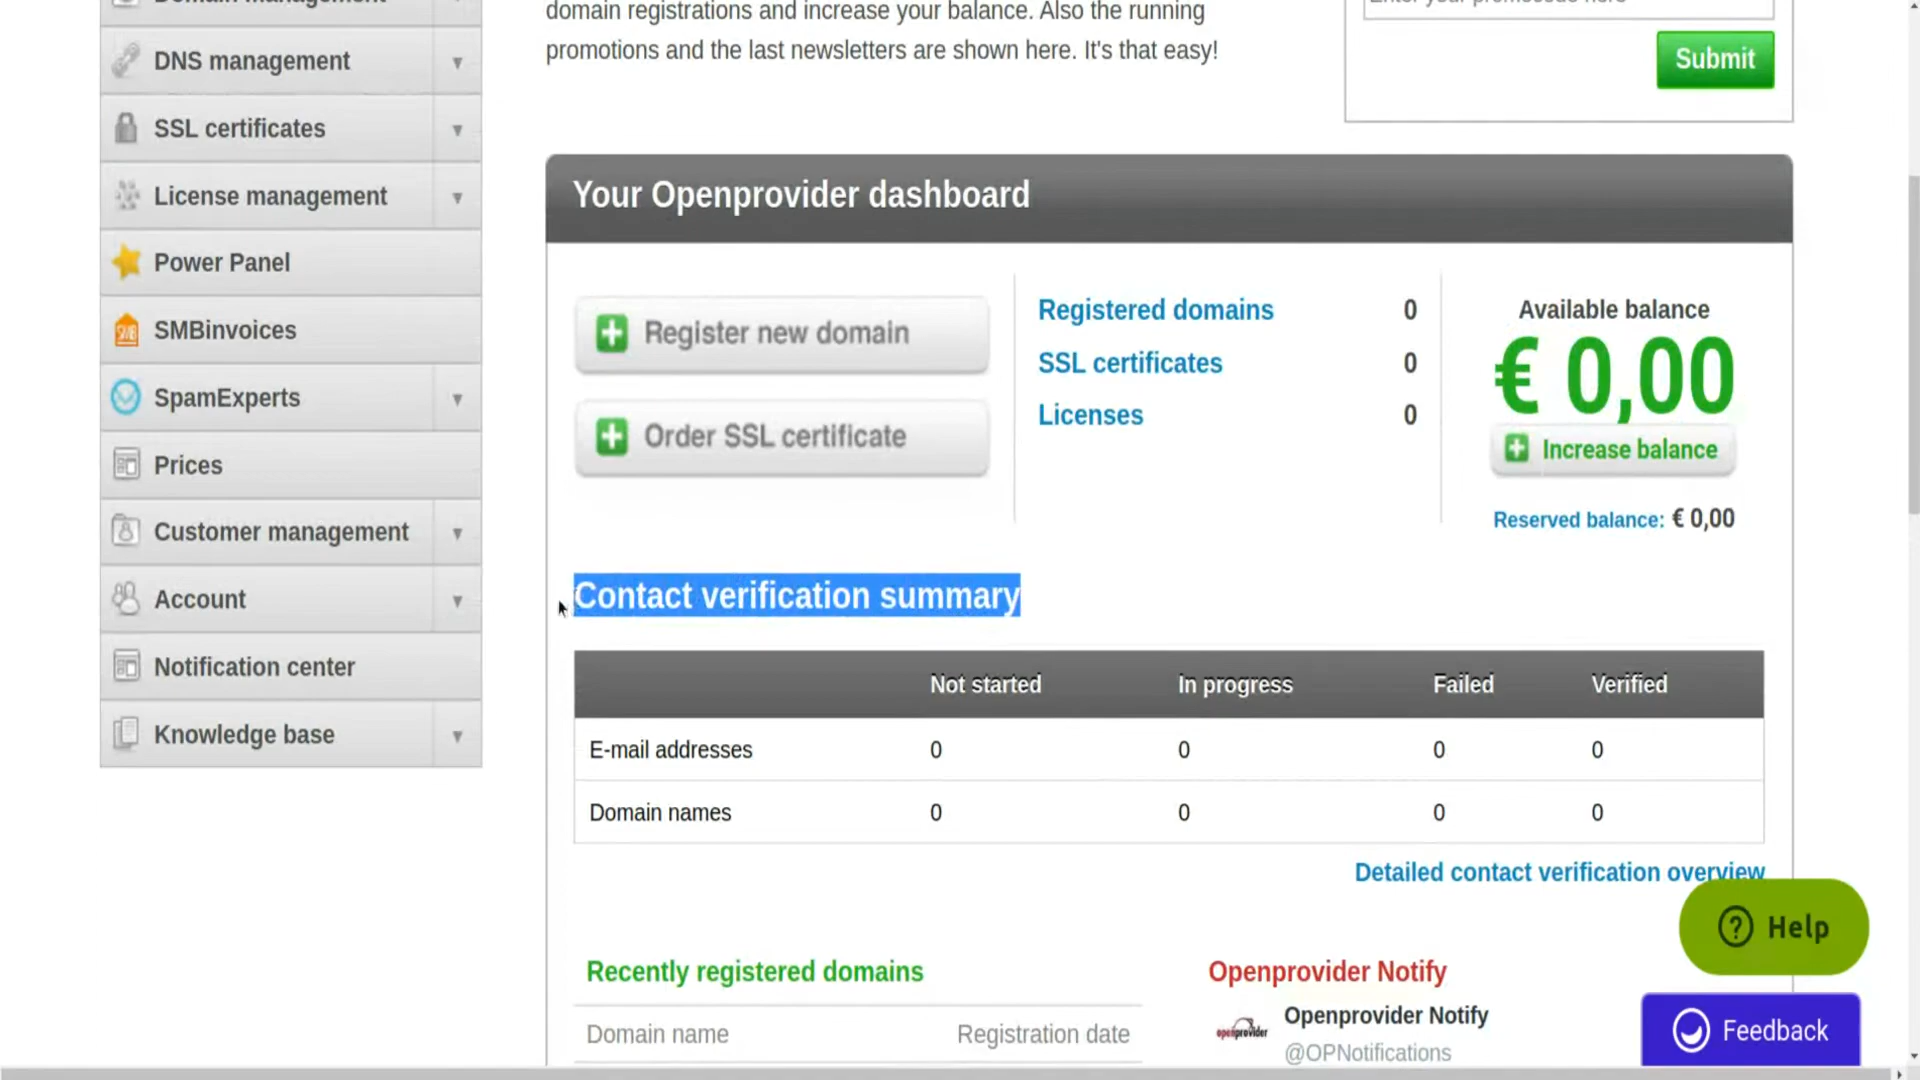 DNS management
SSL certificates
License management
Power Panel
SMBinvoices
SpamExperts
Prices
Customer management
Account
Notification center
Knowledge base
domain registrations and increase your balance. Also the running
promotions and the last newsletters are shown here. It's that easy!
Submit
Your Openprovider dashboard
Register new domain
Order SSL certificate
Registered domains 0
SSL certificates 0
Licenses 0
Available balance
€ 0,00
Increase balance
Reserved balance: € 0,00
Contact verification summary
Not started In progress Failed Verified
E-mail addresses 0 0 0 0
Domain names 0 0 0 0
Detailed contact verification overview
Recently registered domains
Domain name Registration date
Openprovider Notify
openprovider
Openprovider Notify
@OPNotifications
Help
Feedback